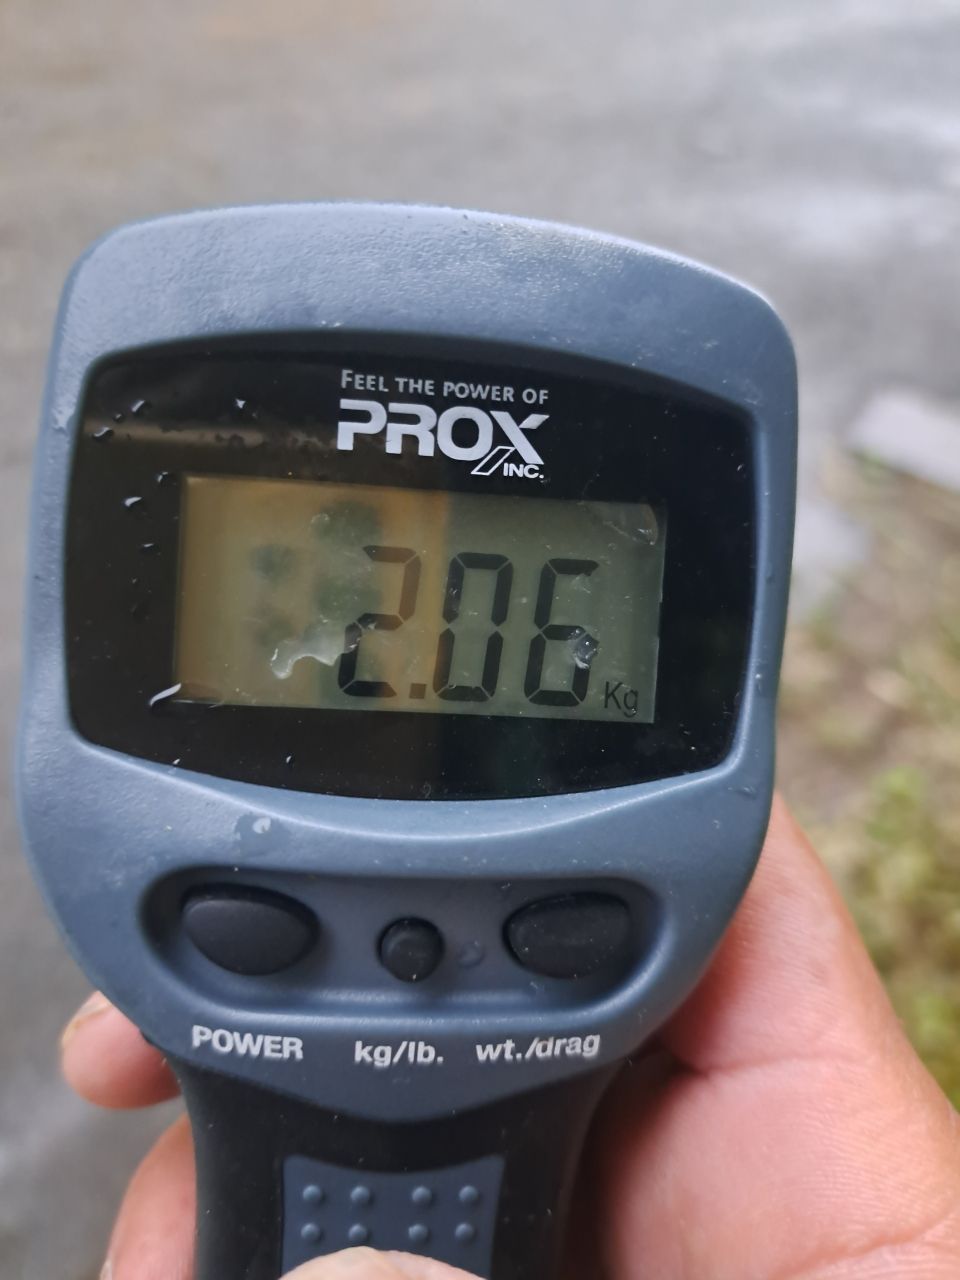 FEEL THE POWER OF
PROX
INC.
2.06 Kg
POWER kg/lb. wt./drag